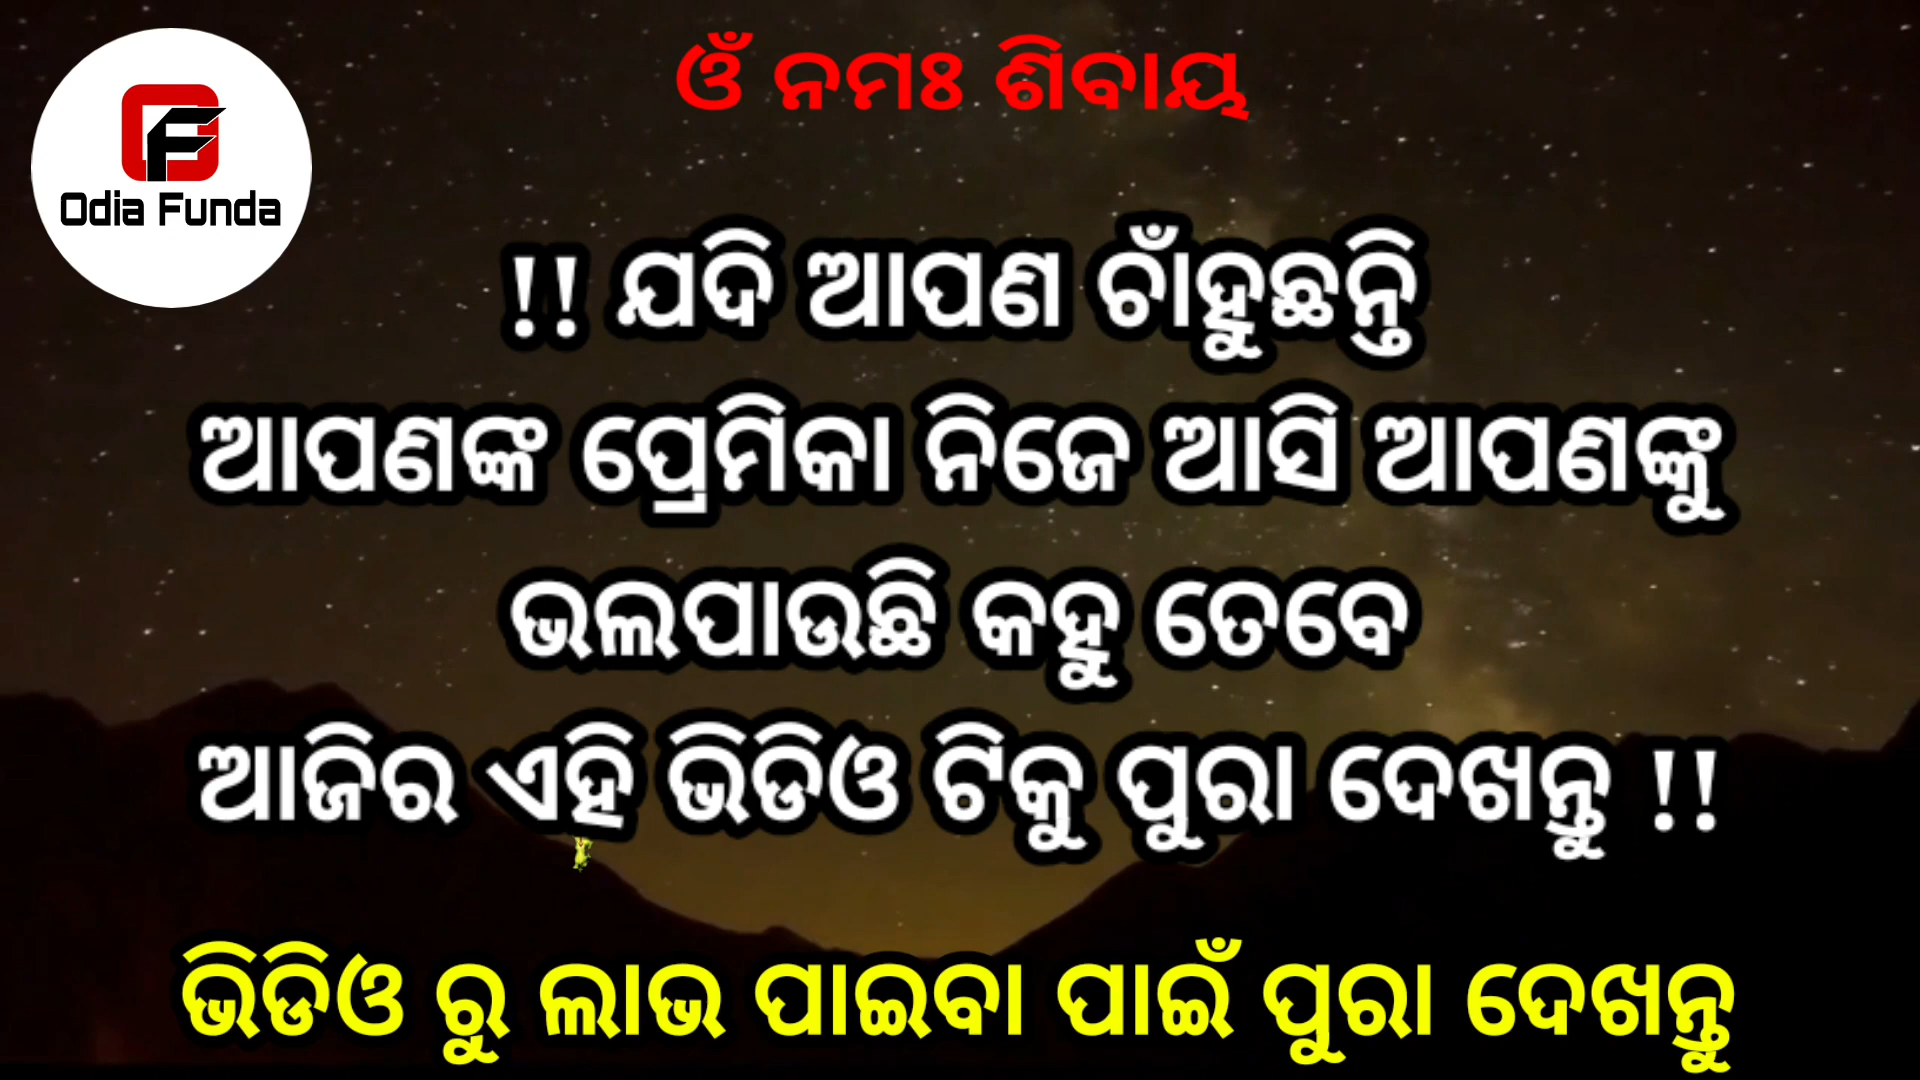 ଓଁ ନମଃ ଶିବାୟ
Odia Funda
!! ଯଦି ଆପଣ ଚାଁହୁଛନ୍ତି
ଆପଣଙ୍କ ପ୍ରେମିକା ନିଜେ ଆସି ଆପଣଙ୍କୁ
ଭଲପାଉଛି କହୁ ତେବେ
ଆଜିର ଏହି ଭିଡିଓ ଟିକୁ ପୁରା ଦେଖନ୍ତୁ !!
ଭିଡିଓ ରୁ ଲାଭ ପାଇବା ପାଇଁ ପୁରା ଦେଖନ୍ତୁ